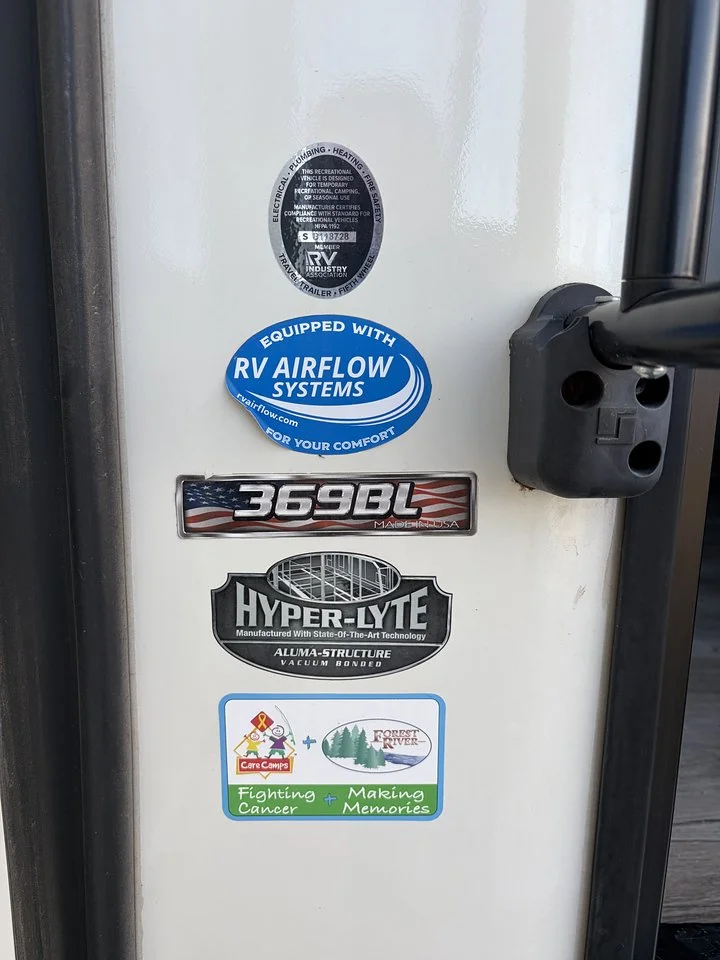 ELECTRICAL • PLUMBING • HEATING • FIRE SAFETY
THIS RECREATIONAL
VEHICLE IS DESIGNED
FOR TEMPORARY
RECREATIONAL, CAMPING,
OR SEASONAL USE
MANUFACTURER CERTIFIES
COMPLIANCE WITH STANDARD FOR
RECREATIONAL VEHICLES
NFPA 1192
MEMBER
RV
INDUSTRY
ASSOCIATION
TRAVEL TRAILER • FIFTH WHEEL
EQUIPPED WITH
RV AIRFLOW
SYSTEMS
rvairflow.com
FOR YOUR COMFORT
369BL
MADE IN USA
HYPER-LYTE
Manufactured With State-Of-The-Art Technology
ALUMA-STRUCTURE
VACUUM BONDED
Care Camps + FOREST
RIVER
Fighting + Making
Cancer Memories